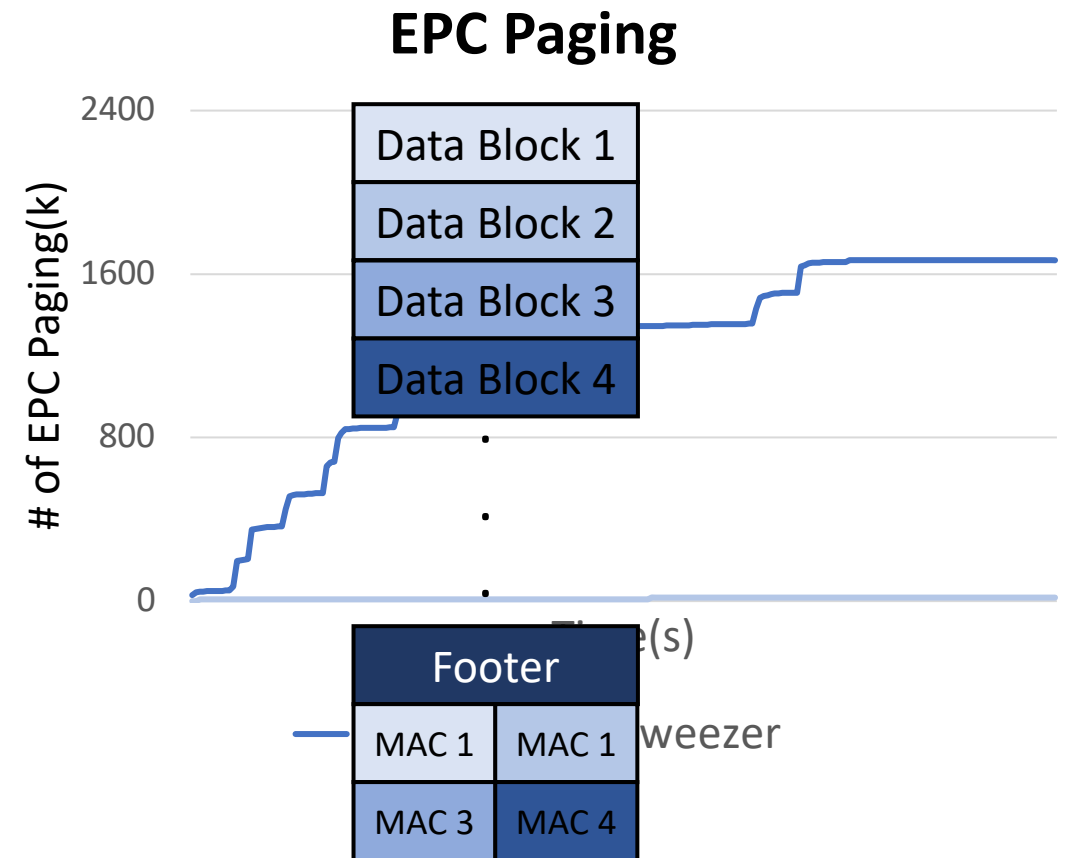 EPC Paging
# of EPC Paging(k)
2400
1600
800
0
Data Block 1
Data Block 2
Data Block 3
Data Block 4
(s)
Footer
MAC 1 MAC 1
weezer
MAC 3 MAC 4